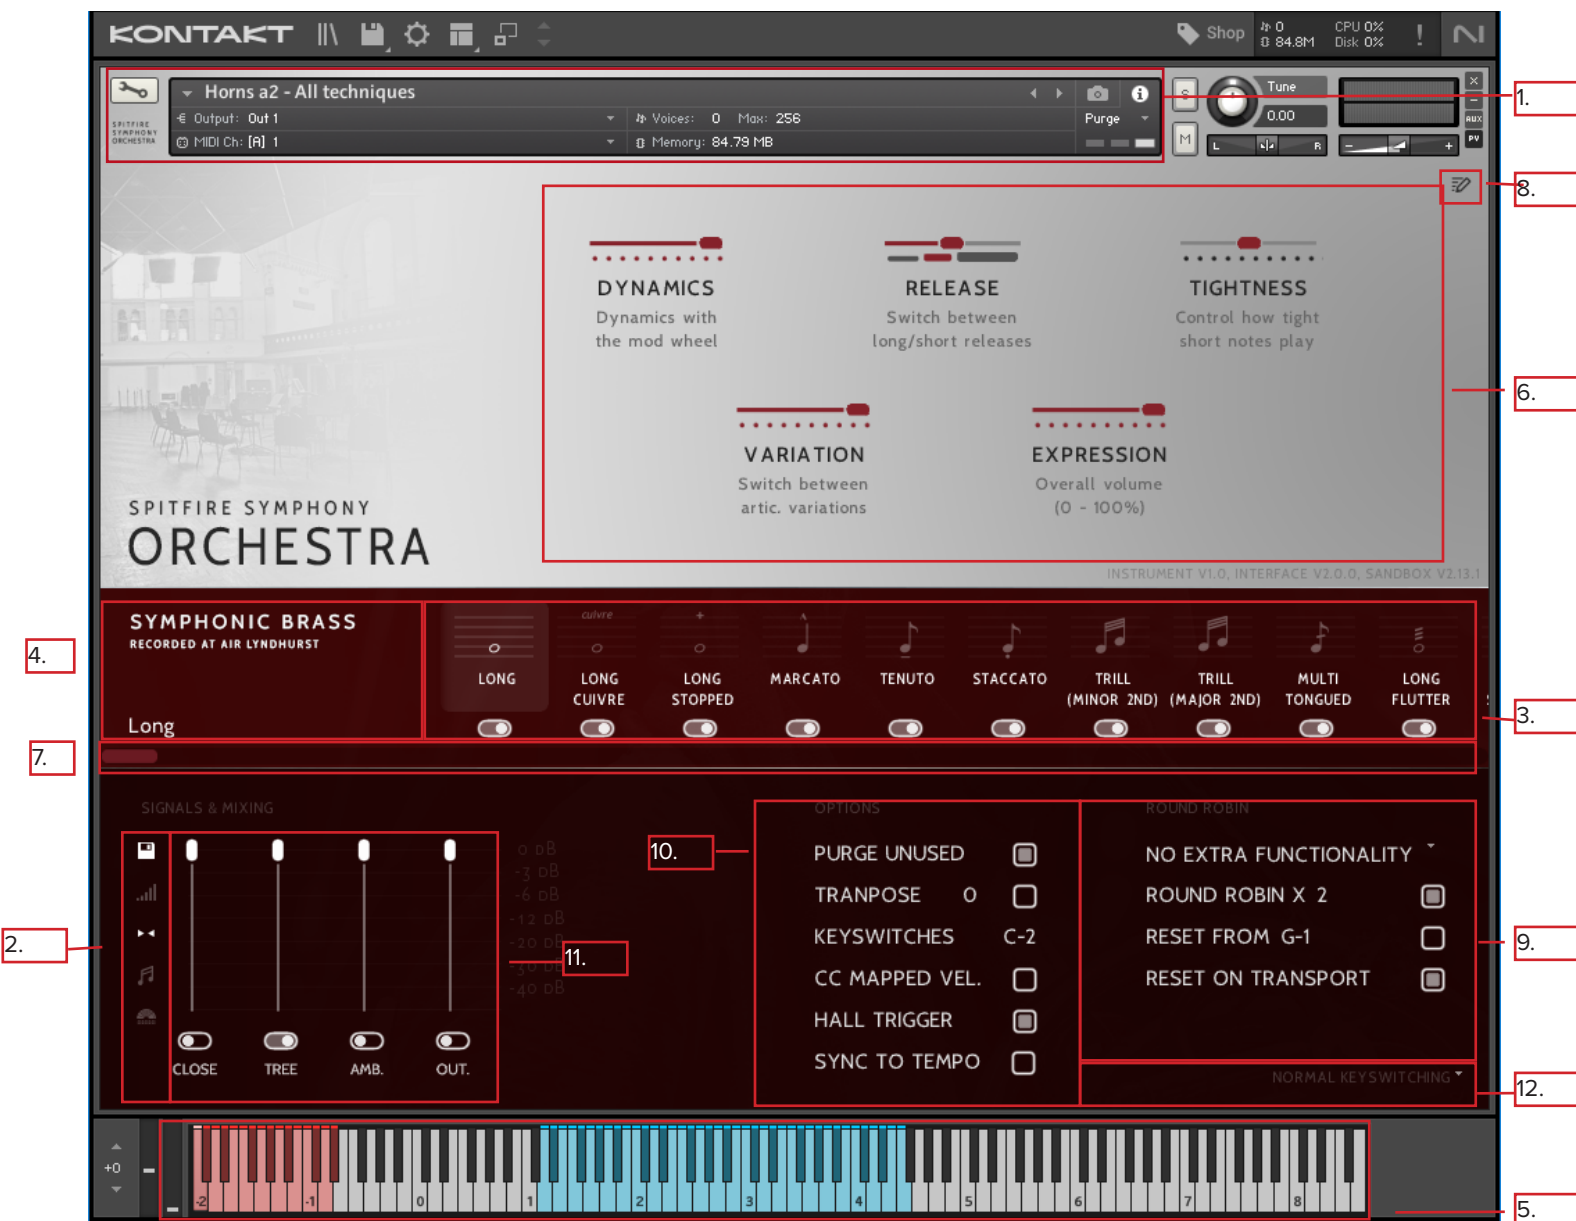 KONTAKT
Shop
0
84.8M
CPU 0%
Disk 0%
!
Horns a2 - All techniques
Output: Out 1
Voices: 0 Max: 256
Purge
MIDI Ch: [A] 1
Memory: 84.79 MB
SPITFIRE
SYMPHONY
ORCHESTRA
S
M
Tune
0.00
L
R
−
+
×
−
AUX
PV
1.
8.
DYNAMICS
Dynamics with
the mod wheel
RELEASE
Switch between
long/short releases
TIGHTNESS
Control how tight
short notes play
6.
VARIATION
Switch between
artic. variations
EXPRESSION
Overall volume
(0 - 100%)
SPITFIRE SYMPHONY
ORCHESTRA
INSTRUMENT V1.0, INTERFACE V2.0.0, SANDBOX V2.13.1
4.
SYMPHONIC BRASS
RECORDED AT AIR LYNDHURST
Long
cuivre
+
LONG
LONG
CUIVRE
LONG
STOPPED
MARCATO
TENUTO
STACCATO
TRILL
(MINOR 2ND)
TRILL
(MAJOR 2ND)
MULTI
TONGUED
LONG
FLUTTER
3.
7.
SIGNALS & MIXING
2.
0 DB
-3 DB
-6 DB
-12 DB
-20 DB
-30 DB
-40 DB
11.
CLOSE
TREE
AMB.
OUT.
10.
OPTIONS
PURGE UNUSED
TRANPOSE 0
KEYSWITCHES C-2
CC MAPPED VEL.
HALL TRIGGER
SYNC TO TEMPO
ROUND ROBIN
NO EXTRA FUNCTIONALITY
ROUND ROBIN X 2
RESET FROM G-1
RESET ON TRANSPORT
9.
NORMAL KEYSWITCHING
12.
+0
-2 -1 0 1 2 3 4 5 6 7 8
5.